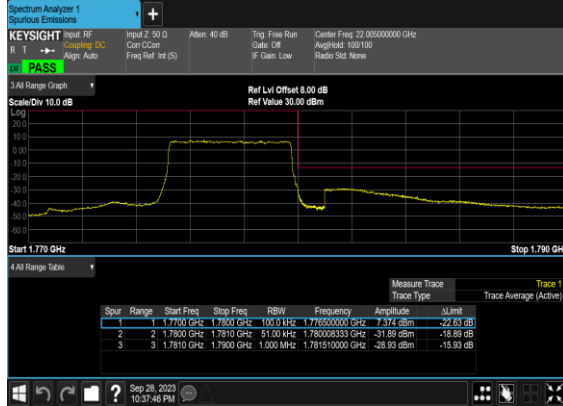 Spectrum Analyzer 1
Spurious Emissions
+
KEYSIGHT Input: RF Input Z: 50 Ω Atten: 40 dB Trig: Free Run Center Freq: 22.005000000 GHz
R T Coupling: DC Corr CCorr Gate: Off Avg|Hold: 100/100
Align: Auto Freq Ref: Int (S) IF Gain: Low Radio Std: None
PASS
3 All Range Graph
Ref Lvl Offset 8.00 dB
Scale/Div 10.0 dB Ref Value 30.00 dBm
Log
20.0
10.0
0.00
-10.0
-20.0
-30.0
-40.0
-50.0
-60.0
Start 1.770 GHz Stop 1.790 GH
4 All Range Table
Measure Trace Trace 1
Trace Type Trace Average (Active)
Spur Range Start Freq Stop Freq RBW Frequency Amplitude ΔLimit
1 1 1.7700 GHz 1.7800 GHz 100.0 kHz 1.776500000 GHz 7.374 dBm -22.63 dB
2 2 1.7800 GHz 1.7810 GHz 51.00 kHz 1.780008333 GHz -31.89 dBm -18.89 dB
3 3 1.7810 GHz 1.7900 GHz 1.000 MHz 1.781510000 GHz -28.93 dBm -15.93 dB
?
Sep 28, 2023
10:37:46 PM